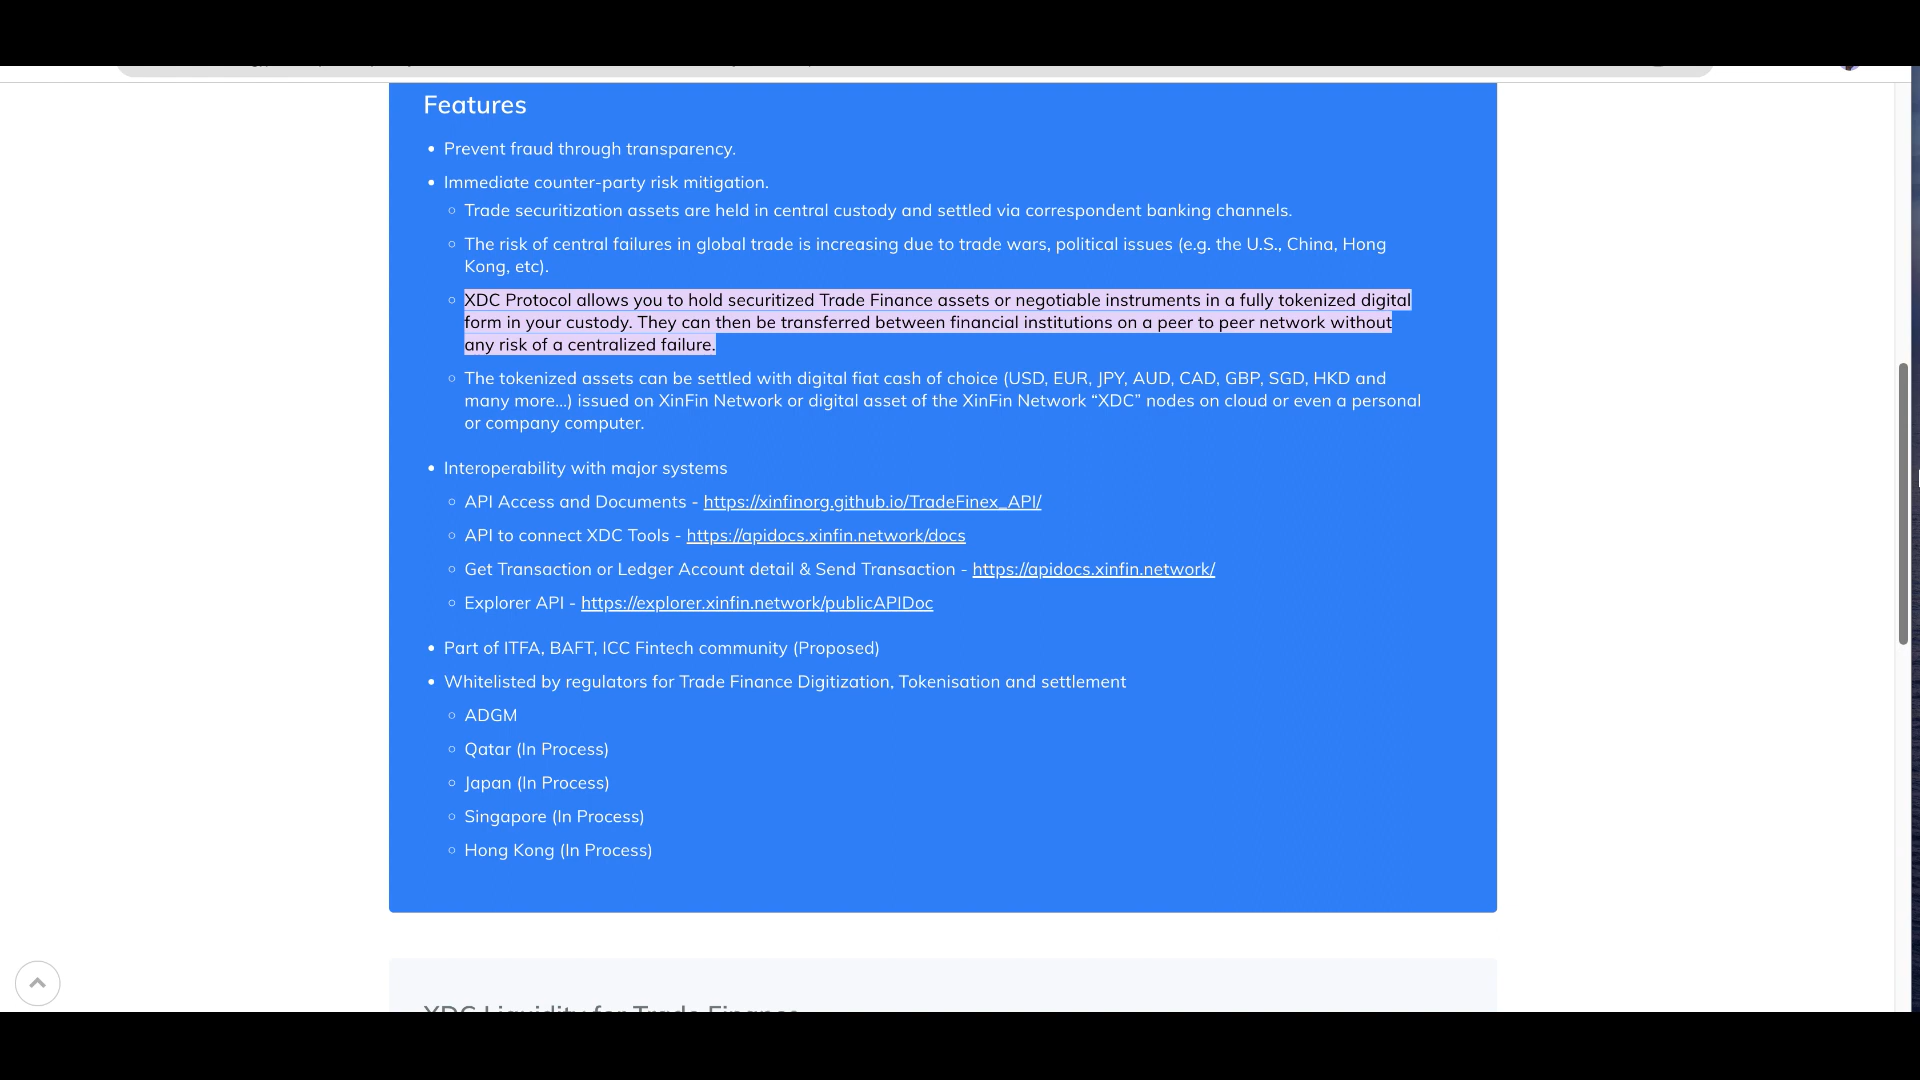 Features
• Prevent fraud through transparency.
• Immediate counter-party risk mitigation.
◦ Trade securitization assets are held in central custody and settled via correspondent banking channels.
◦ The risk of central failures in global trade is increasing due to trade wars, political issues (e.g. the U.S., China, Hong
Kong, etc).
◦ XDC Protocol allows you to hold securitized Trade Finance assets or negotiable instruments in a fully tokenized digital
form in your custody. They can then be transferred between financial institutions on a peer to peer network without
any risk of a centralized failure.
◦ The tokenized assets can be settled with digital fiat cash of choice (USD, EUR, JPY, AUD, CAD, GBP, SGD, HKD and
many more...) issued on XinFin Network or digital asset of the XinFin Network “XDC” nodes on cloud or even a personal
or company computer.
• Interoperability with major systems
◦ API Access and Documents - https://xinfinorg.github.io/TradeFinex_API/
◦ API to connect XDC Tools - https://apidocs.xinfin.network/docs
◦ Get Transaction or Ledger Account detail & Send Transaction - https://apidocs.xinfin.network/
◦ Explorer API - https://explorer.xinfin.network/publicAPIDoc
• Part of ITFA, BAFT, ICC Fintech community (Proposed)
• Whitelisted by regulators for Trade Finance Digitization, Tokenisation and settlement
◦ ADGM
◦ Qatar (In Process)
◦ Japan (In Process)
◦ Singapore (In Process)
◦ Hong Kong (In Process)
XDC Liquidity for Trade Finance